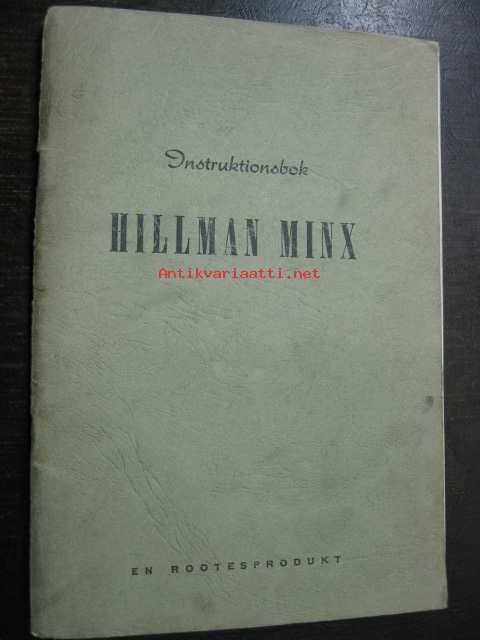 Instruktionsbok
HILLMAN MINX
Antikvariaatti.net
EN ROOTESPRODUKT